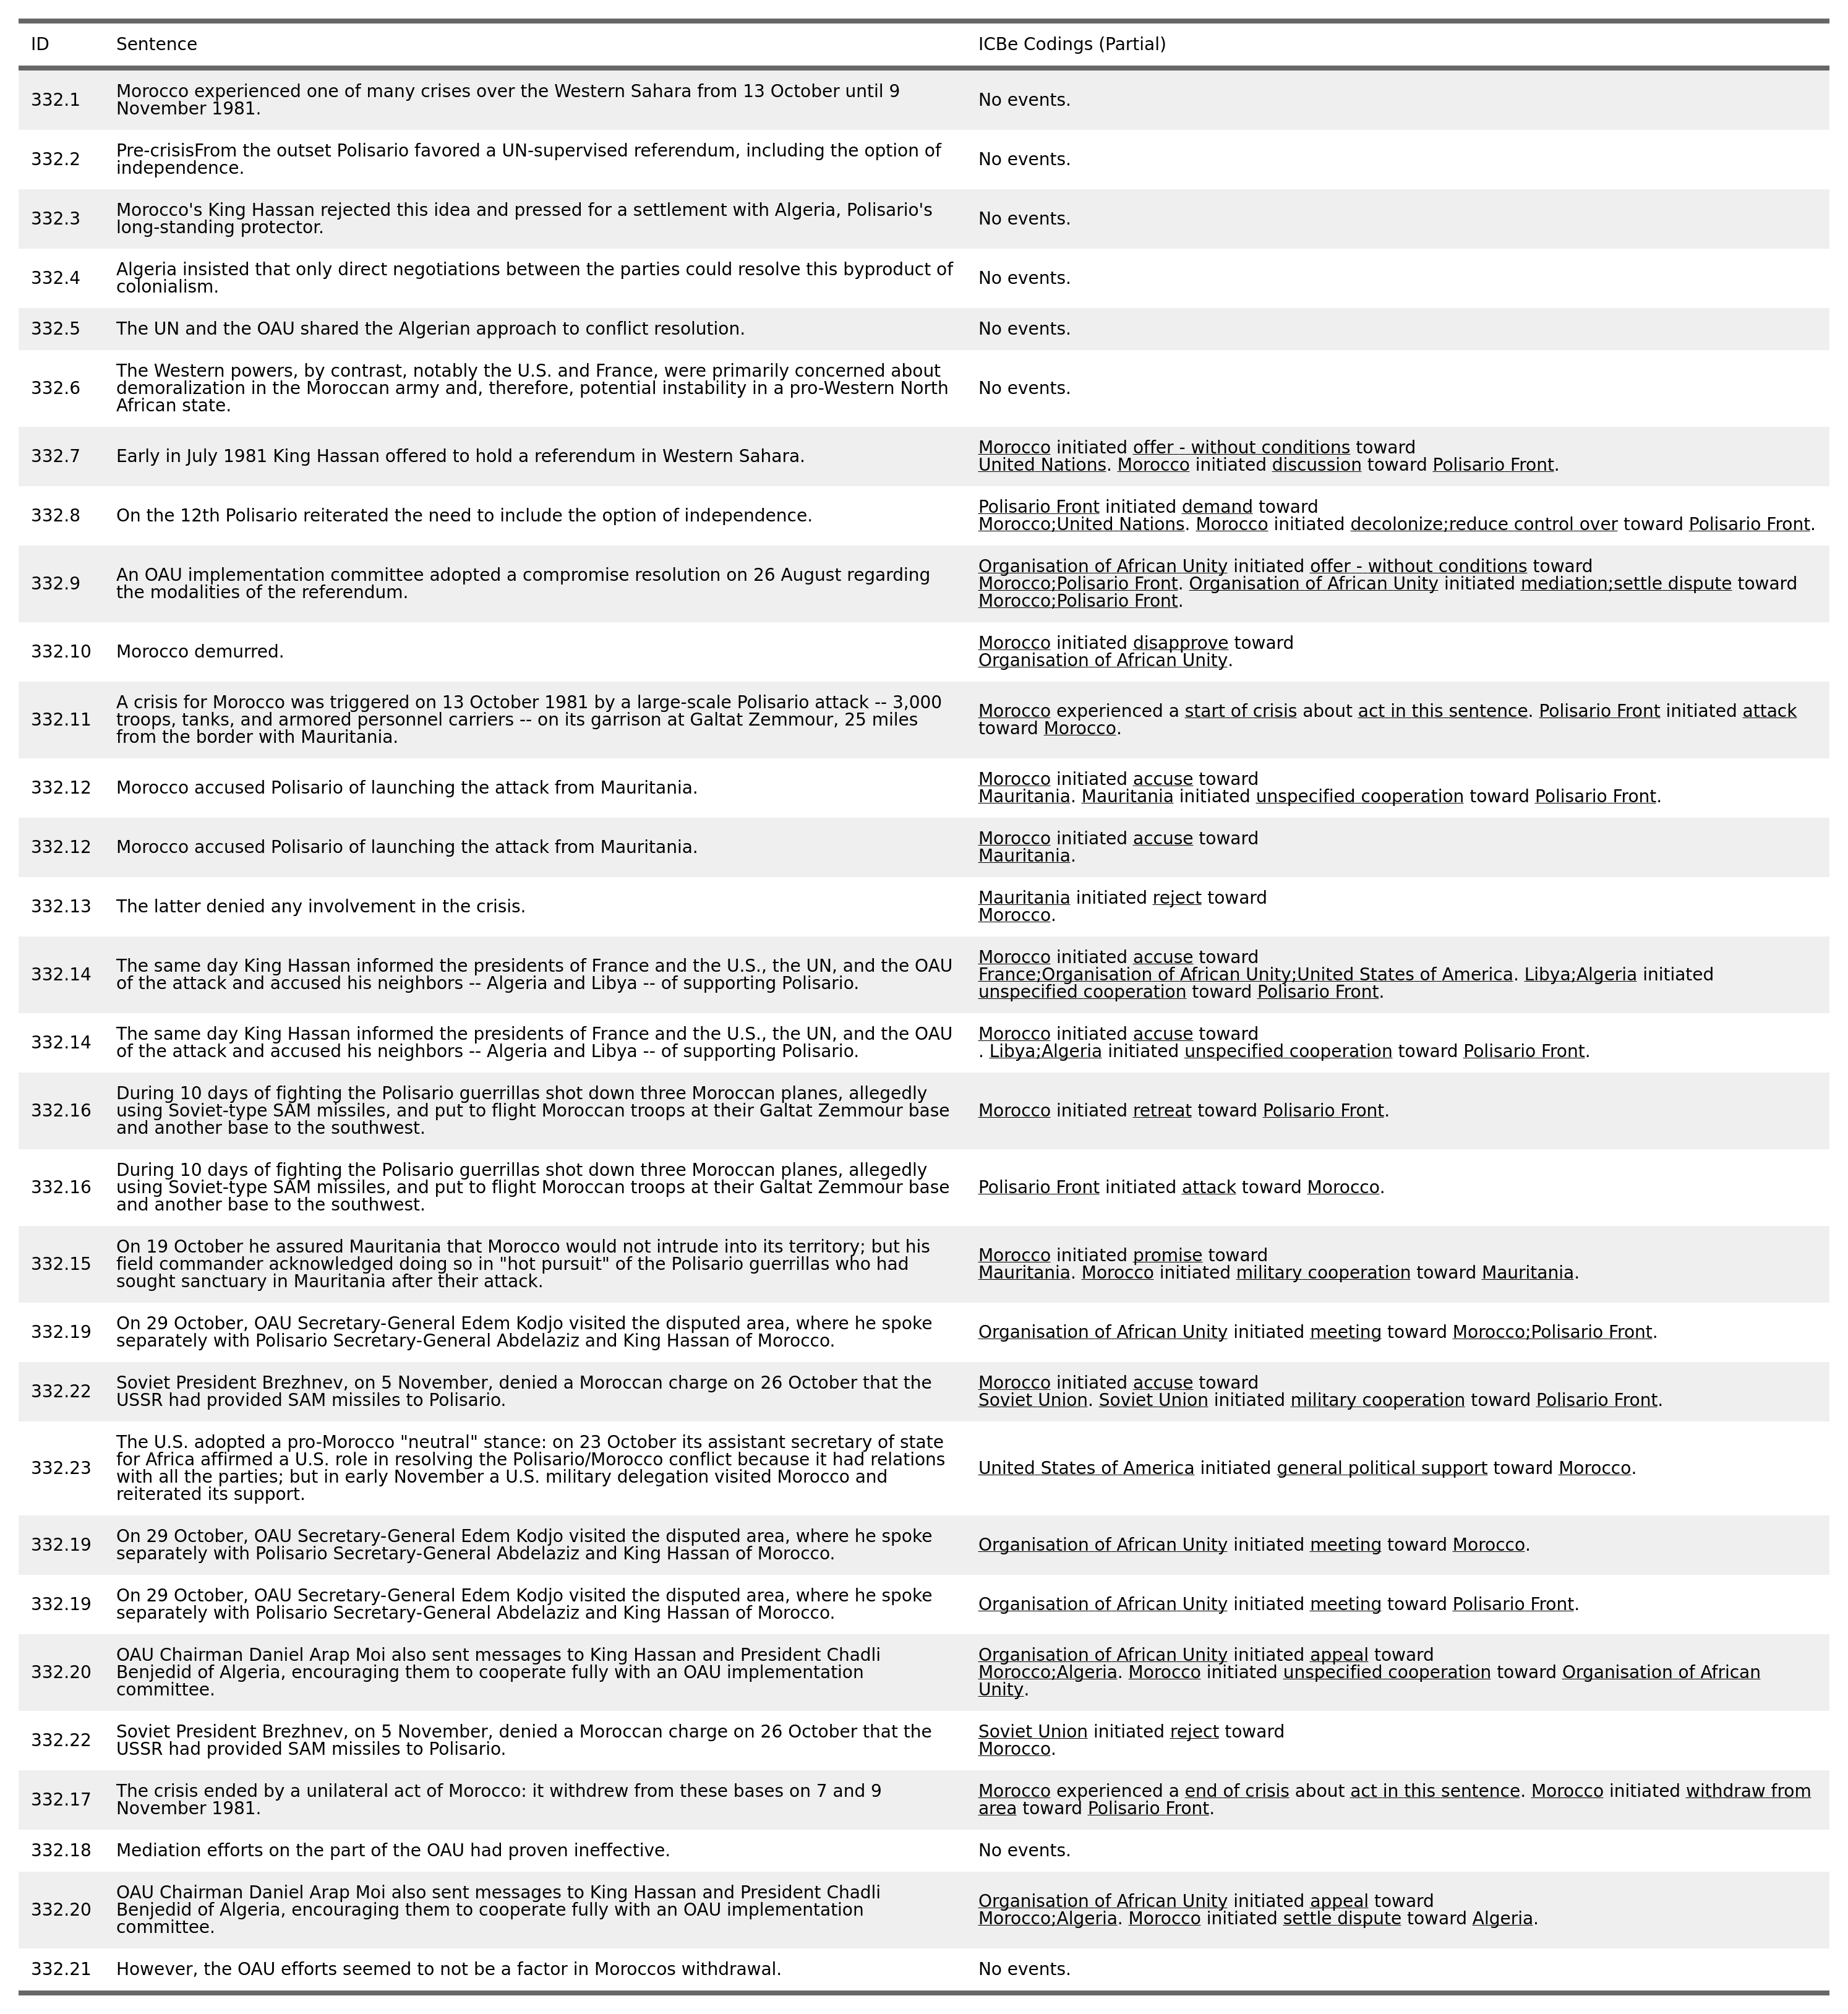 ID Sentence ICBe Codings (Partial)
332.1 Morocco experienced one of many crises over the Western Sahara from 13 October until 9
November 1981.
No events.
332.2 Pre-crisisFrom the outset Polisario favored a UN-supervised referendum, including the option of
independence.
No events.
332.3 Morocco's King Hassan rejected this idea and pressed for a settlement with Algeria, Polisario's
long-standing protector.
No events.
332.4 Algeria insisted that only direct negotiations between the parties could resolve this byproduct of
colonialism.
No events.
332.5 The UN and the OAU shared the Algerian approach to conflict resolution.
No events.
332.6 The Western powers, by contrast, notably the U.S. and France, were primarily concerned about
demoralization in the Moroccan army and, therefore, potential instability in a pro-Western North
African state.
No events.
332.7 Early in July 1981 King Hassan offered to hold a referendum in Western Sahara.
Morocco initiated offer - without conditions toward
United Nations. Morocco initiated discussion toward Polisario Front.
332.8 On the 12th Polisario reiterated the need to include the option of independence.
Polisario Front initiated demand toward
Morocco;United Nations. Morocco initiated decolonize;reduce control over toward Polisario Front.
332.9 An OAU implementation committee adopted a compromise resolution on 26 August regarding
the modalities of the referendum.
Organisation of African Unity initiated offer - without conditions toward
Morocco;Polisario Front. Organisation of African Unity initiated mediation;settle dispute toward
Morocco;Polisario Front.
332.10 Morocco demurred.
Morocco initiated disapprove toward
Organisation of African Unity.
332.11 A crisis for Morocco was triggered on 13 October 1981 by a large-scale Polisario attack -- 3,000
troops, tanks, and armored personnel carriers -- on its garrison at Galtat Zemmour, 25 miles
from the border with Mauritania.
Morocco experienced a start of crisis about act in this sentence. Polisario Front initiated attack
toward Morocco.
332.12 Morocco accused Polisario of launching the attack from Mauritania.
Morocco initiated accuse toward
Mauritania. Mauritania initiated unspecified cooperation toward Polisario Front.
332.12 Morocco accused Polisario of launching the attack from Mauritania.
Morocco initiated accuse toward
Mauritania.
332.13 The latter denied any involvement in the crisis.
Mauritania initiated reject toward
Morocco.
332.14 The same day King Hassan informed the presidents of France and the U.S., the UN, and the OAU
of the attack and accused his neighbors -- Algeria and Libya -- of supporting Polisario.
Morocco initiated accuse toward
France;Organisation of African Unity;United States of America. Libya;Algeria initiated
unspecified cooperation toward Polisario Front.
332.14 The same day King Hassan informed the presidents of France and the U.S., the UN, and the OAU
of the attack and accused his neighbors -- Algeria and Libya -- of supporting Polisario.
Morocco initiated accuse toward
. Libya;Algeria initiated unspecified cooperation toward Polisario Front.
332.16 During 10 days of fighting the Polisario guerrillas shot down three Moroccan planes, allegedly
using Soviet-type SAM missiles, and put to flight Moroccan troops at their Galtat Zemmour base
and another base to the southwest.
Morocco initiated retreat toward Polisario Front.
332.16 During 10 days of fighting the Polisario guerrillas shot down three Moroccan planes, allegedly
using Soviet-type SAM missiles, and put to flight Moroccan troops at their Galtat Zemmour base
and another base to the southwest.
Polisario Front initiated attack toward Morocco.
332.15 On 19 October he assured Mauritania that Morocco would not intrude into its territory; but his
field commander acknowledged doing so in "hot pursuit" of the Polisario guerrillas who had
sought sanctuary in Mauritania after their attack.
Morocco initiated promise toward
Mauritania. Morocco initiated military cooperation toward Mauritania.
332.19 On 29 October, OAU Secretary-General Edem Kodjo visited the disputed area, where he spoke
separately with Polisario Secretary-General Abdelaziz and King Hassan of Morocco.
Organisation of African Unity initiated meeting toward Morocco;Polisario Front.
332.22 Soviet President Brezhnev, on 5 November, denied a Moroccan charge on 26 October that the
USSR had provided SAM missiles to Polisario.
Morocco initiated accuse toward
Soviet Union. Soviet Union initiated military cooperation toward Polisario Front.
332.23 The U.S. adopted a pro-Morocco "neutral" stance: on 23 October its assistant secretary of state
for Africa affirmed a U.S. role in resolving the Polisario/Morocco conflict because it had relations
with all the parties; but in early November a U.S. military delegation visited Morocco and
reiterated its support.
United States of America initiated general political support toward Morocco.
332.19 On 29 October, OAU Secretary-General Edem Kodjo visited the disputed area, where he spoke
separately with Polisario Secretary-General Abdelaziz and King Hassan of Morocco.
Organisation of African Unity initiated meeting toward Morocco.
332.19 On 29 October, OAU Secretary-General Edem Kodjo visited the disputed area, where he spoke
separately with Polisario Secretary-General Abdelaziz and King Hassan of Morocco.
Organisation of African Unity initiated meeting toward Polisario Front.
332.20 OAU Chairman Daniel Arap Moi also sent messages to King Hassan and President Chadli
Benjedid of Algeria, encouraging them to cooperate fully with an OAU implementation
committee.
Organisation of African Unity initiated appeal toward
Morocco;Algeria. Morocco initiated unspecified cooperation toward Organisation of African
Unity.
332.22 Soviet President Brezhnev, on 5 November, denied a Moroccan charge on 26 October that the
USSR had provided SAM missiles to Polisario.
Soviet Union initiated reject toward
Morocco.
332.17 The crisis ended by a unilateral act of Morocco: it withdrew from these bases on 7 and 9
November 1981.
Morocco experienced a end of crisis about act in this sentence. Morocco initiated withdraw from
area toward Polisario Front.
332.18 Mediation efforts on the part of the OAU had proven ineffective.
No events.
332.20 OAU Chairman Daniel Arap Moi also sent messages to King Hassan and President Chadli
Benjedid of Algeria, encouraging them to cooperate fully with an OAU implementation
committee.
Organisation of African Unity initiated appeal toward
Morocco;Algeria. Morocco initiated settle dispute toward Algeria.
332.21 However, the OAU efforts seemed to not be a factor in Moroccos withdrawal.
No events.